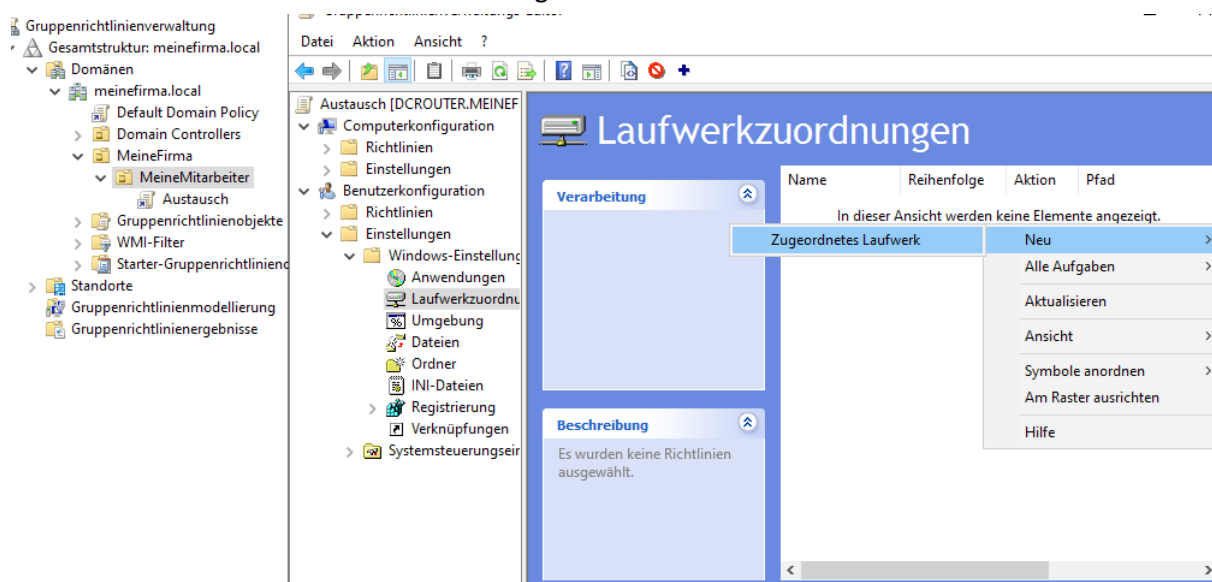 Gruppenrichtlinienverwaltung
Gesamtstruktur: meinefirma.local
Domänen
meinefirma.local
Default Domain Policy
Domain Controllers
MeineFirma
MeineMitarbeiter
Austausch
Gruppenrichtlinienobjekte
WMI-Filter
Starter-Gruppenrichtlinien
Standorte
Gruppenrichtlinienmodellierung
Gruppenrichtlinienergebnisse
Datei Aktion Ansicht ?
Austausch [DCROUTER.MEINEF
Computerkonfiguration
Richtlinien
Einstellungen
Benutzerkonfiguration
Richtlinien
Einstellungen
Windows-Einstellung
Anwendungen
Laufwerkzuordnu
Umgebung
Dateien
Ordner
INI-Dateien
Registrierung
Verknüpfungen
Systemsteuerungsein
Laufwerkzuordnungen
Verarbeitung
Beschreibung
Es wurden keine Richtlinien
ausgewählt.
Name Reihenfolge Aktion Pfad
In dieser Ansicht werden keine Elemente angezeigt.
Zugeordnetes Laufwerk
Neu
Alle Aufgaben
Aktualisieren
Ansicht
Symbole anordnen
Am Raster ausrichten
Hilfe